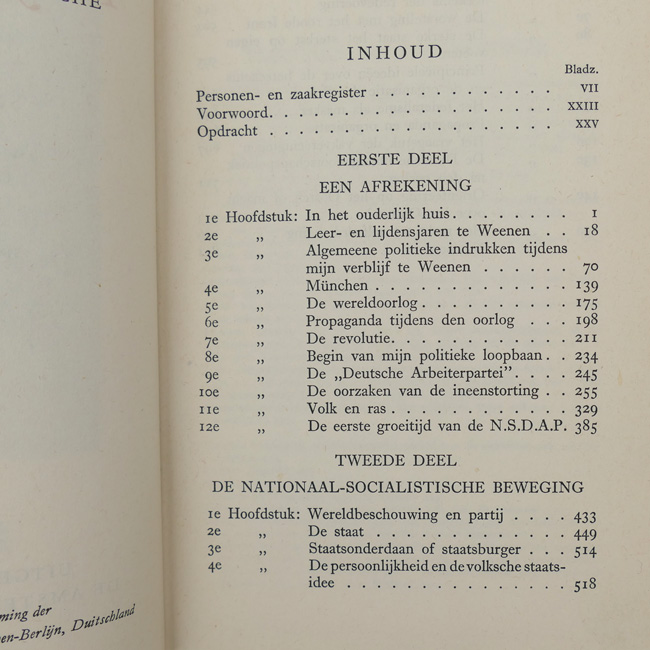 INHOUD
Bladz.
Personen- en zaakregister . . . . . . . . . . . . VII
Voorwoord. . . . . . . . . . . . . . . . . . . XXIII
Opdracht . . . . . . . . . . . . . . . . . . . XXV
EERSTE DEEL
EEN AFREKENING
1e Hoofdstuk: In het ouderlijk huis. . . . . . . . 1
2e „ Leer- en lijdensjaren te Weenen . . 18
3e „ Algemeene politieke indrukken tijdens
mijn verblijf te Weenen . . . . . . 70
4e „ München . . . . . . . . . . . . 139
5e „ De wereldoorlog . . . . . . . . . 175
6e „ Propaganda tijdens den oorlog . . . 198
7e „ De revolutie. . . . . . . . . . . 211
8e „ Begin van mijn politieke loopbaan. . 234
9e „ De „Deutsche Arbeiterpartei”. . . . 245
10e „ De oorzaken van de ineenstorting . . 255
11e „ Volk en ras . . . . . . . . . . . 329
12e „ De eerste groeitijd van de N.S.D.A.P. 385
TWEEDE DEEL
DE NATIONAAL-SOCIALISTISCHE BEWEGING
1e Hoofdstuk: Wereldbeschouwing en partij . . . . 433
2e „ De staat . . . . . . . . . . . . 449
3e „ Staatsonderdaan of staatsburger . . . 514
4e „ De persoonlijkheid en de volksche staats-
idee . . . . . . . . . . . . . 518
ming der
en-Berlijn, Duitschland